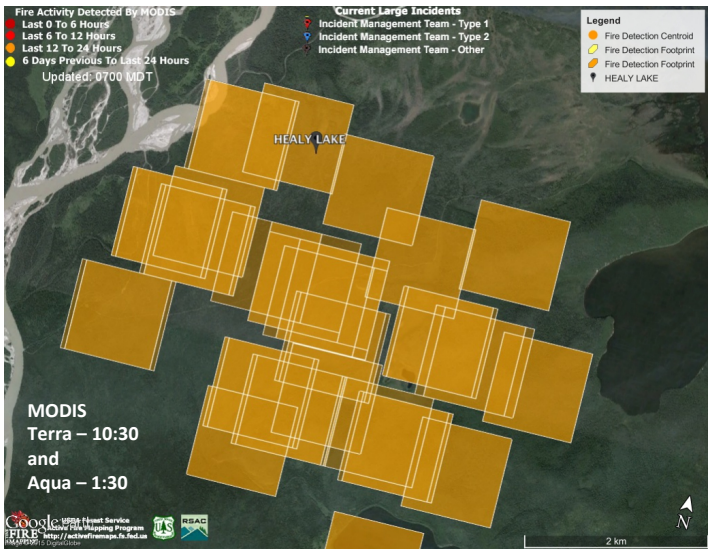 Fire Activity Detected By MODIS
Last 0 To 6 Hours
Last 6 To 12 Hours
Last 12 To 24 Hours
6 Days Previous To Last 24 Hours
Updated: 0700 MDT
Current Large Incidents
Incident Management Team - Type 1
Incident Management Team - Type 2
Incident Management Team - Other
Legend
Fire Detection Centroid
Fire Detection Footprint
Fire Detection Footprint
HEALY LAKE
HEALY LAKE
MODIS
Terra – 10:30
and
Aqua – 1:30
Google
USDA Forest Service
Active Fire Mapping Program
http://activefiremaps.fs.fed.us
FIRE
MAPPING
2015 DigitalGlobe
U S
RSAC
N
2 km